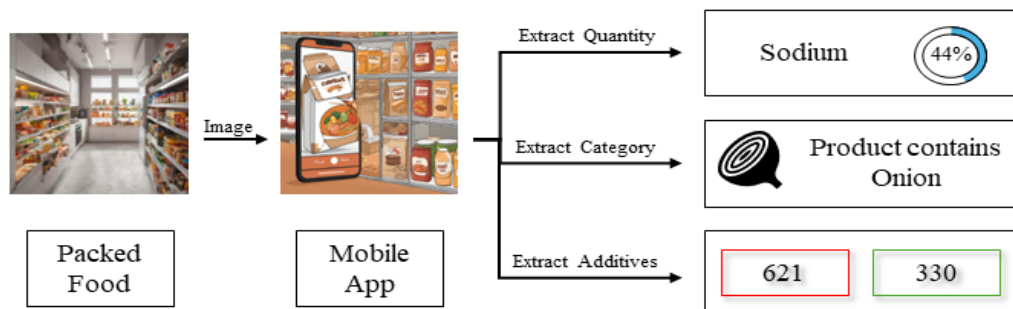 Packed
Food
Image
Mobile
App
Extract Quantity
Sodium
44%
Extract Category
Product contains
Onion
Extract Additives
621
330